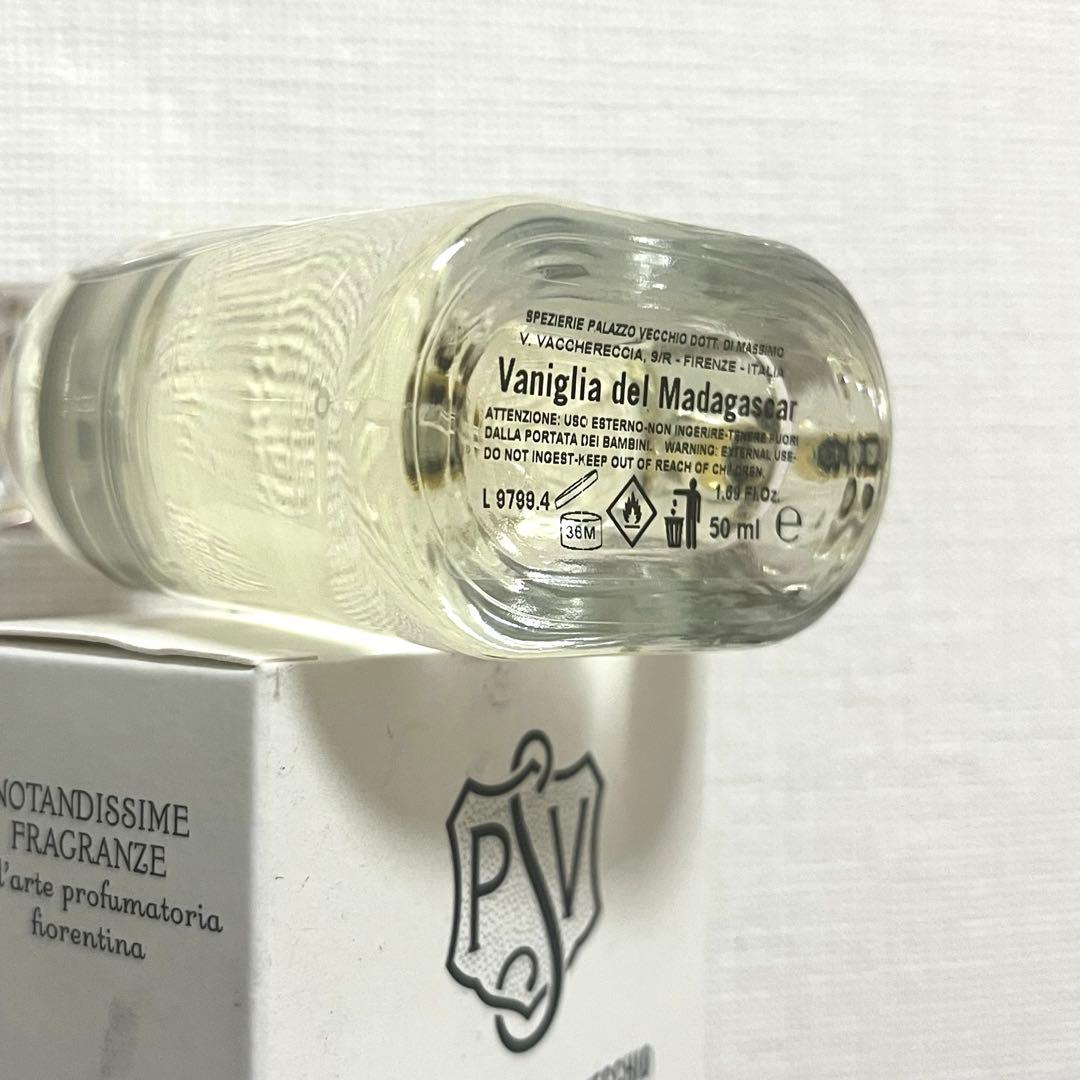 SPEZIERIE PALAZZO VECCHIO DOTT. DI MASSIMO
V. VACCHERECCIA, 9/R - FIRENZE - ITALIA
Vaniglia del Madagascar
ATTENZIONE: USO ESTERNO-NON INGERIRE-TENERE FUORI
DALLA PORTATA DEI BAMBINI. WARNING: EXTERNAL USE-
DO NOT INGEST-KEEP OUT OF REACH OF CHILDREN.
L 9799.4
36M
1.69 Fl.Oz.
50 ml e
NOTANDISSIME
FRAGRANZE
l'arte profumatoria
fiorentina
PSV